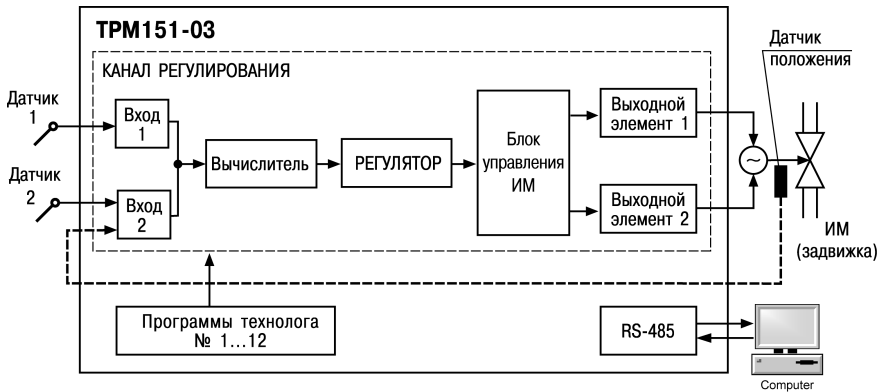 ТРМ151-03
КАНАЛ РЕГУЛИРОВАНИЯ
Датчик
1
Датчик
2
Вход
1
Вход
2
Вычислитель
РЕГУЛЯТОР
Блок
управления
ИМ
Выходной
элемент 1
Выходной
элемент 2
Датчик
положения
~
ИМ
(задвижка)
Программы технолога
№ 1...12
RS-485
Computer